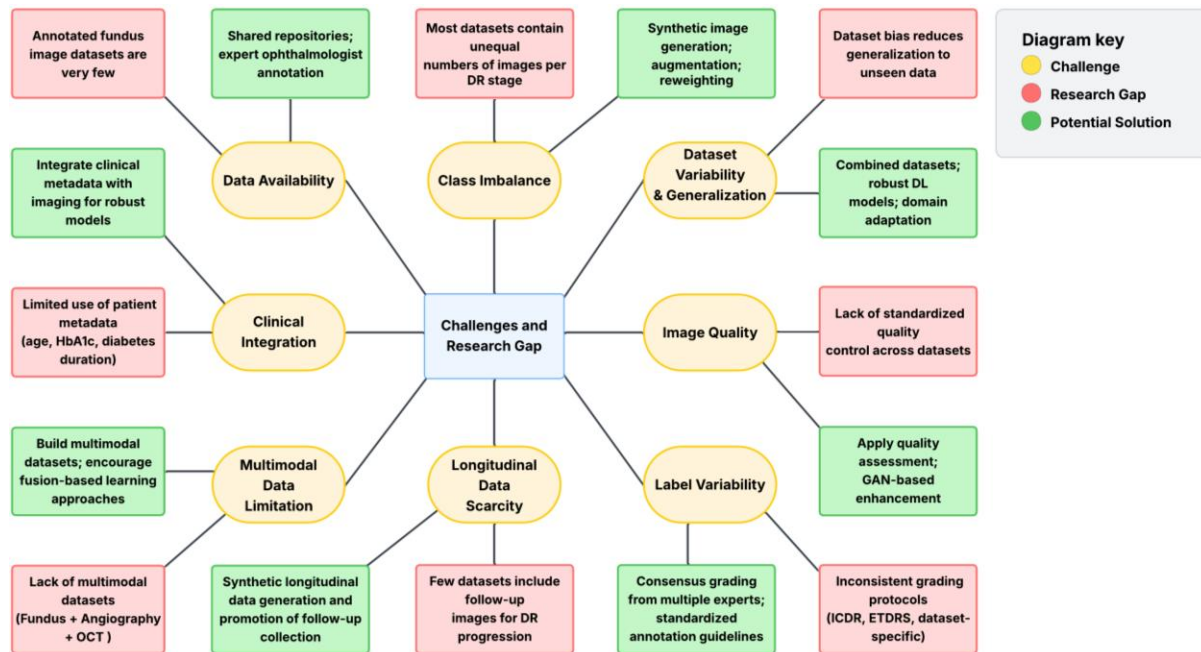 Annotated fundus
image datasets are
very few
Shared repositories;
expert ophthalmologist
annotation
Most datasets contain
unequal
numbers of images per
DR stage
Synthetic image
generation;
augmentation;
reweighting
Dataset bias reduces
generalization to
unseen data
Diagram key
Challenge
Research Gap
Potential Solution
Integrate clinical
metadata with
imaging for robust
models
Data Availability
Class Imbalance
Dataset
Variability
& Generalization
Combined datasets;
robust DL
models; domain
adaptation
Limited use of patient
metadata
(age, HbA1c, diabetes
duration)
Clinical
Integration
Challenges and
Research Gap
Image Quality
Lack of standardized
quality
control across datasets
Build multimodal
datasets; encourage
fusion-based learning
approaches
Multimodal
Data
Limitation
Longitudinal
Data
Scarcity
Label Variability
Apply quality
assessment;
GAN-based
enhancement
Lack of multimodal
datasets
(Fundus + Angiography
+ OCT )
Synthetic longitudinal
data generation and
promotion of follow-up
collection
Few datasets include
follow-up
images for DR
progression
Consensus grading
from multiple experts;
standardized
annotation guidelines
Inconsistent grading
protocols
(ICDR, ETDRS, dataset-
specific)